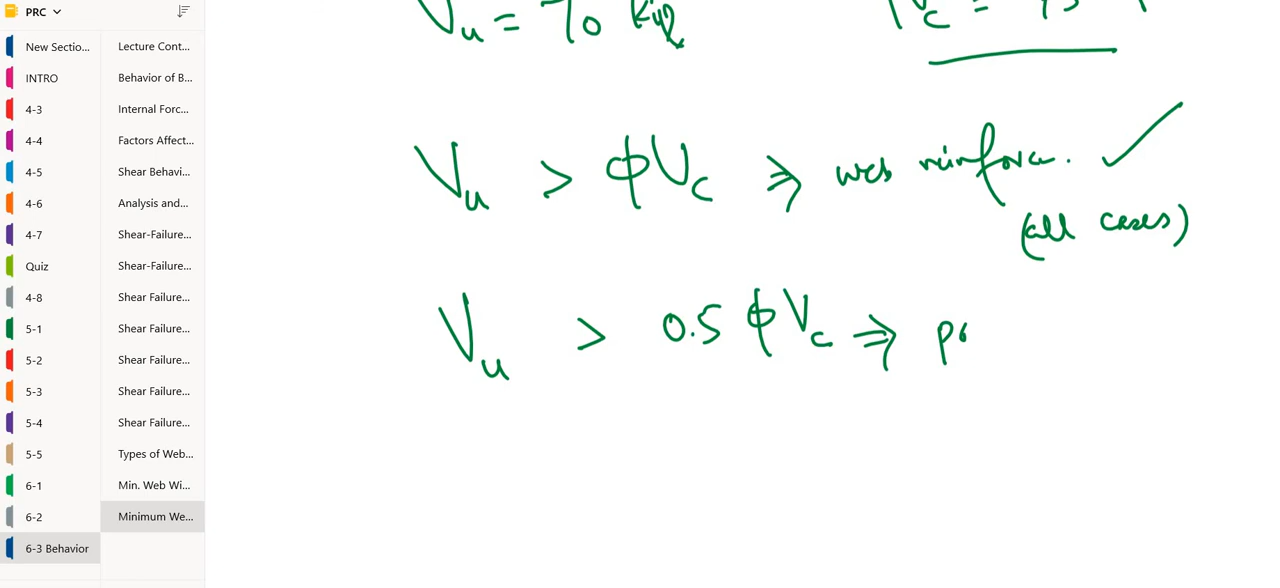 PRC
New Sectio...
INTRO
4-3
4-4
4-5
4-6
4-7
Quiz
4-8
5-1
5-2
5-3
5-4
5-5
6-1
6-2
6-3 Behavior
Lecture Cont...
Behavior of B...
Internal Forc...
Factors Affect...
Shear Behavi...
Analysis and...
Shear-Failure...
Shear-Failure...
Shear Failure...
Shear Failure...
Shear Failure...
Shear Failure...
Shear Failure...
Types of Web...
Min. Web Wi...
Minimum We...
Vu = 70 kip
Vu > ϕVc ⇒ web reinforce. ✓
(all cases)
Vu > 0.5 ϕVc ⇒